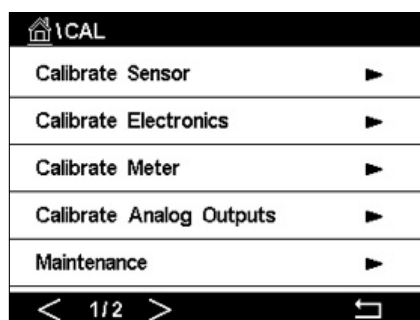 \CAL
Calibrate Sensor
Calibrate Electronics
Calibrate Meter
Calibrate Analog Outputs
Maintenance
< 1/2 >